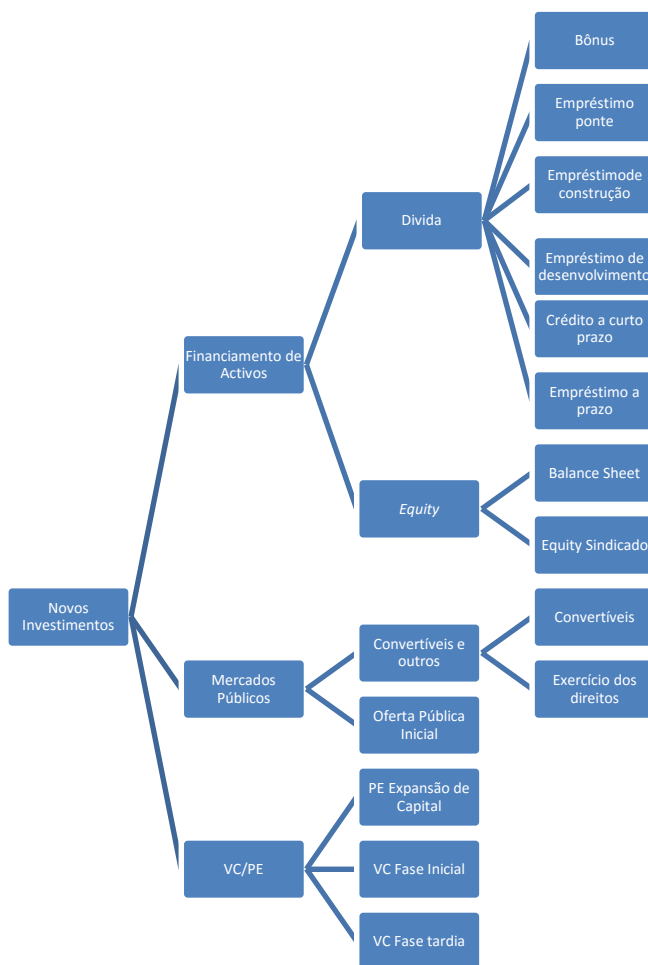 Bônus
Empréstimo
ponte
Empréstimode
construção
Divida
Empréstimo de
desenvolvimento
Crédito a curto
prazo
Financiamento de
Activos
Empréstimo a
prazo
Balance Sheet
Equity
Equity Sindicado
Novos
Investimentos
Convertíveis e
outros
Convertíveis
Mercados
Públicos
Exercício dos
direitos
Oferta Pública
Inicial
PE Expansão de
Capital
VC/PE
VC Fase Inicial
VC Fase tardia